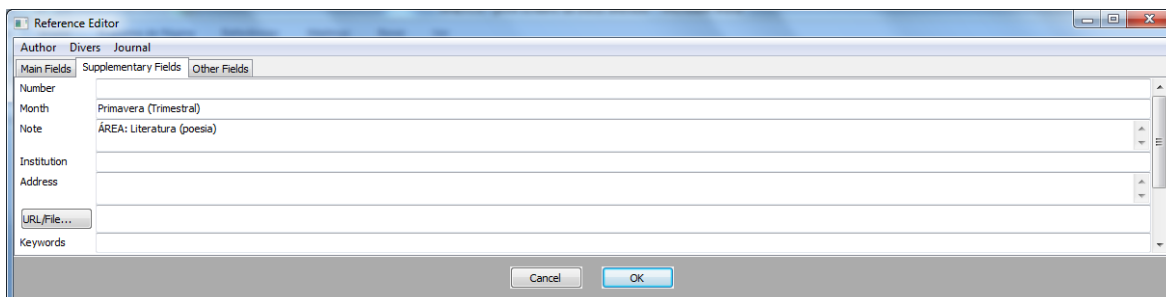 Reference Editor
Author Divers Journal
Main Fields Supplementary Fields Other Fields
Number
Month Primavera (Trimestral)
Note ÁREA: Literatura (poesia)
Institution
Address
URL/File...
Keywords
Cancel OK